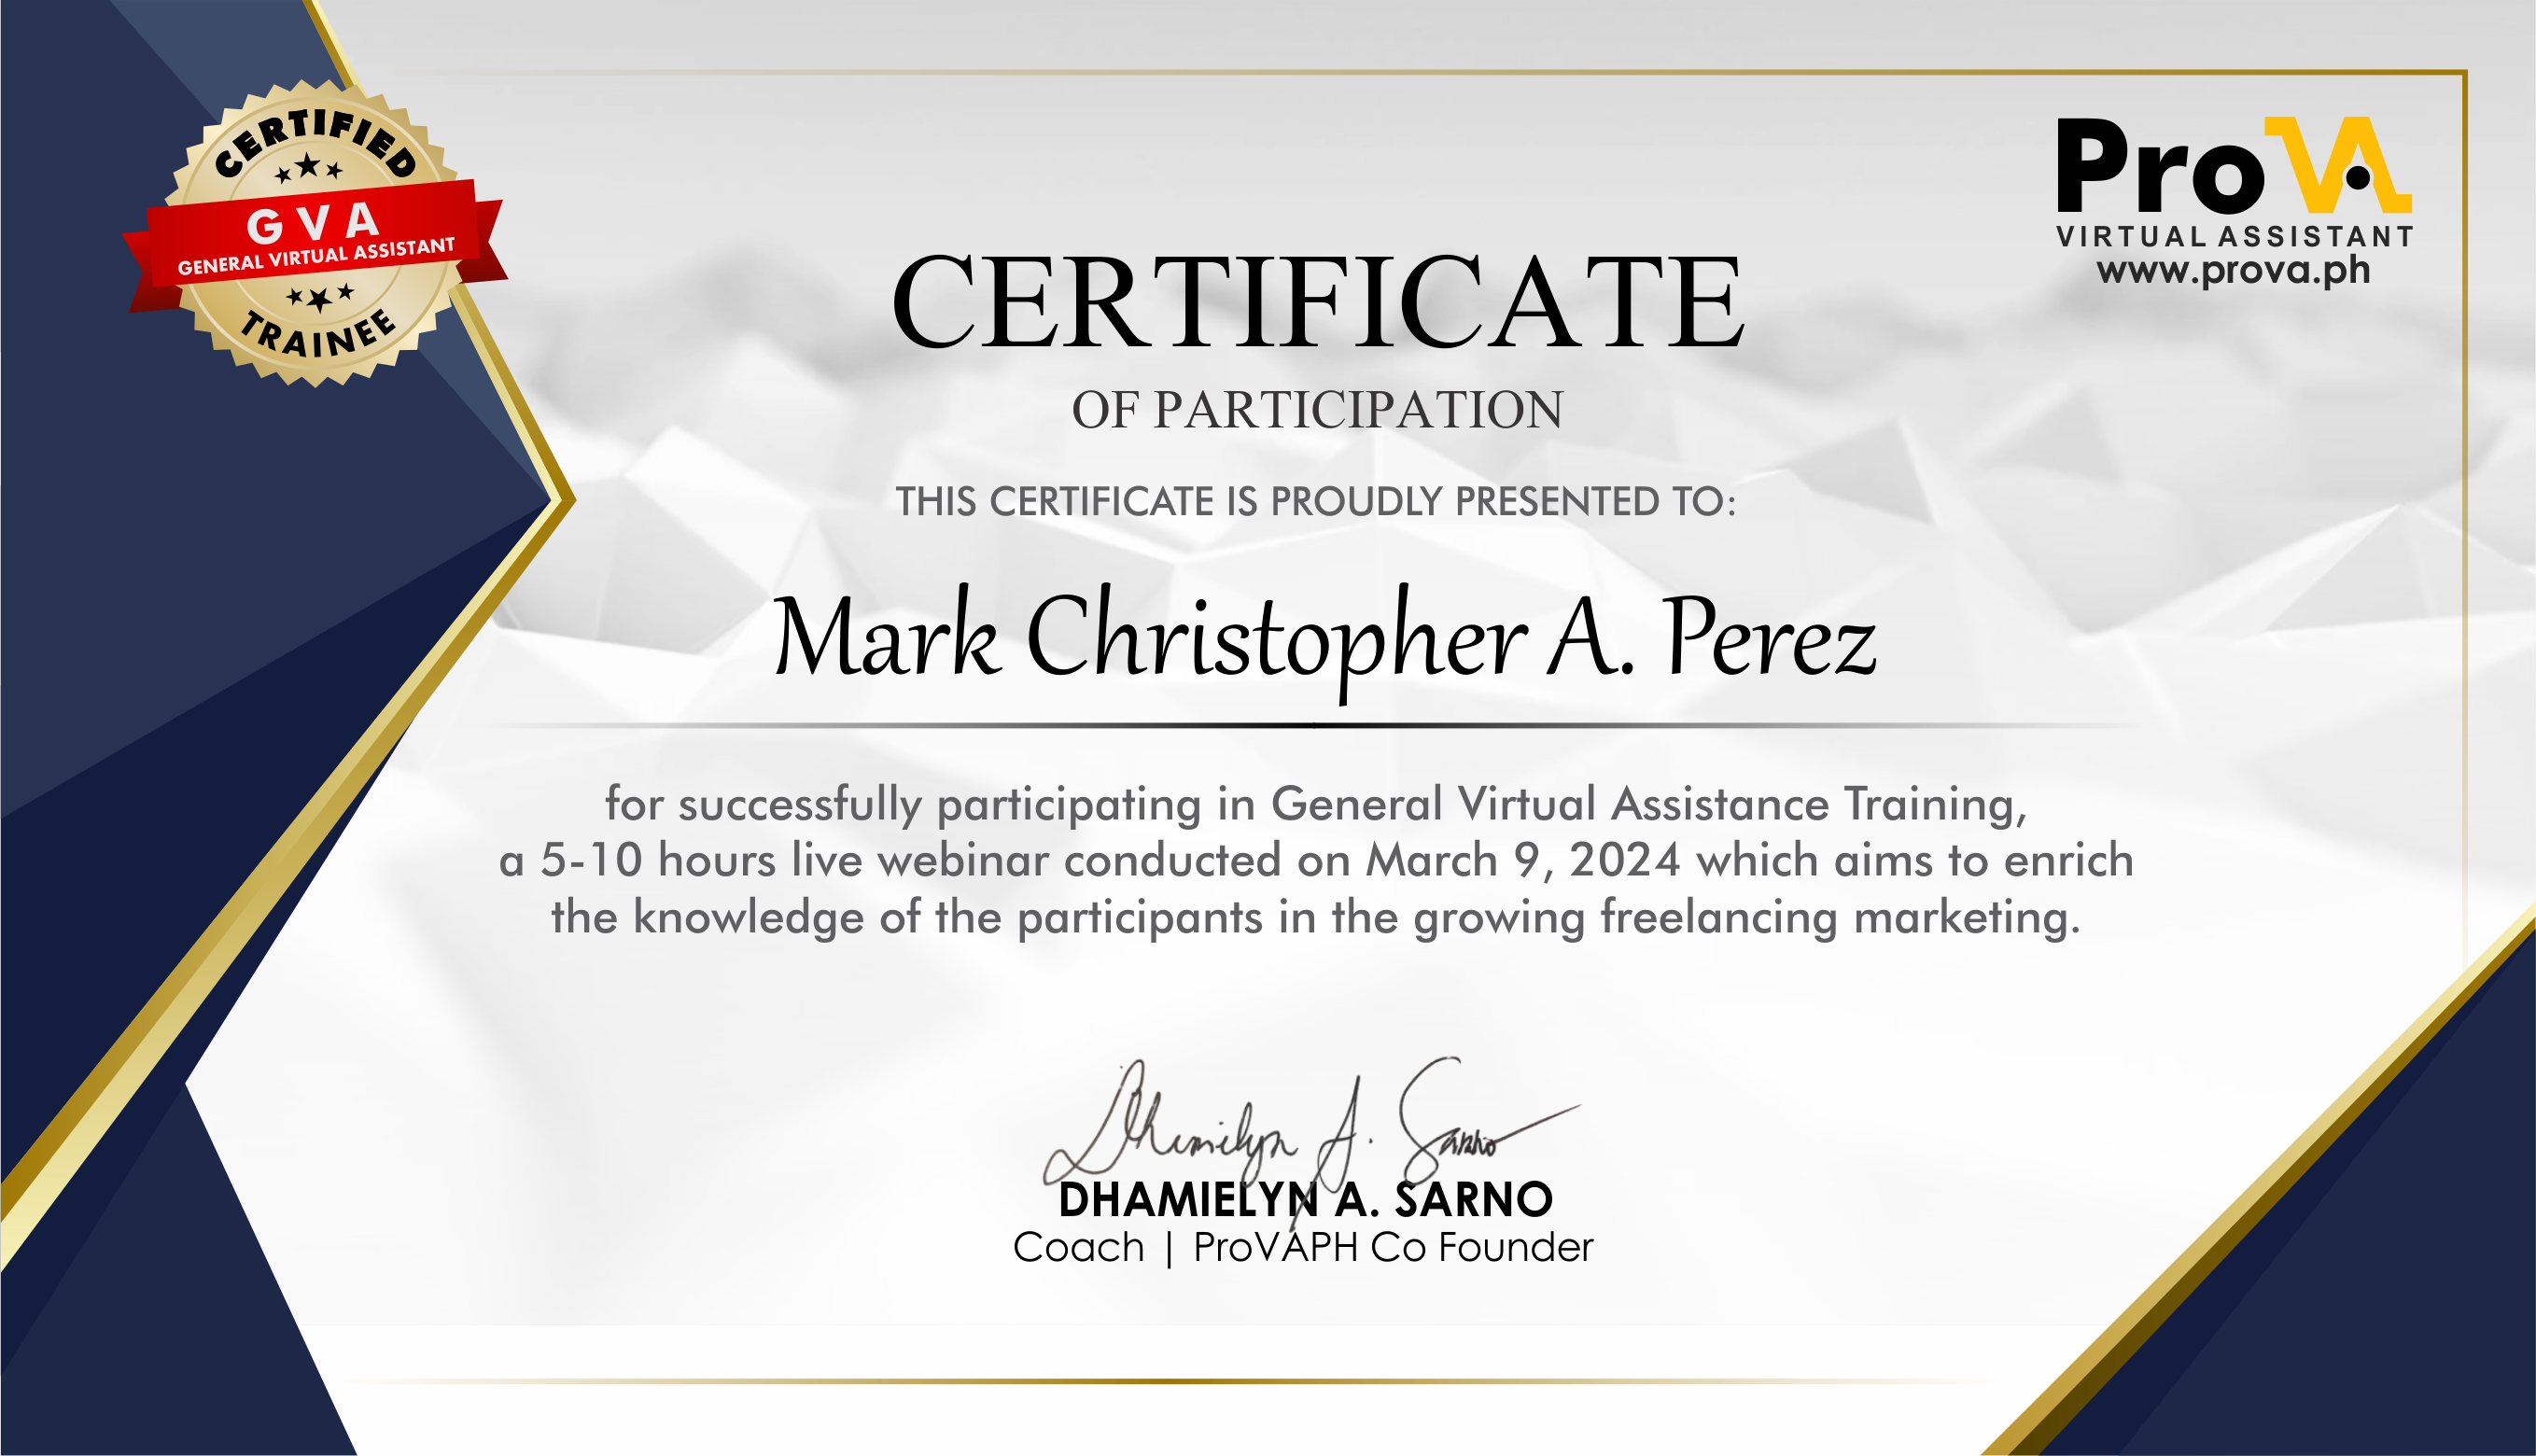 CERTIFIED
GVA
GENERAL VIRTUAL ASSISTANT
TRAINEE
ProVA
VIRTUAL ASSISTANT
www.prova.ph
CERTIFICATE
OF PARTICIPATION
THIS CERTIFICATE IS PROUDLY PRESENTED TO:
Mark Christopher A. Perez
for successfully participating in General Virtual Assistance Training,
a 5-10 hours live webinar conducted on March 9, 2024 which aims to enrich
the knowledge of the participants in the growing freelancing marketing.
Dhamielyn A. Sarno
DHAMIELYN A. SARNO
Coach | ProVAPH Co Founder